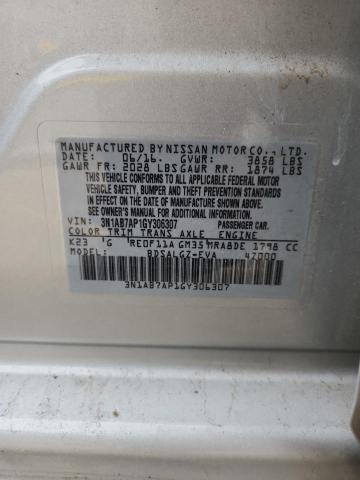 MANUFACTURED BY NISSAN MOTOR CO., LTD.
DATE: 06/16. GVWR: 3858 LBS
GAWR FR: 2028 LBS GAWR RR: 1874 LBS
THIS VEHICLE CONFORMS TO ALL APPLICABLE FEDERAL MOTOR
VEHICLE SAFETY, BUMPER AND THEFT PREVENTION STANDARDS
IN EFFECT ON THE DATE OF MANUFACTURE SHOWN ABOVE.
SEE OWNER'S MANUAL FOR ADDITIONAL INFORMATION.
VIN: 3N1AB7AP1GY306307 PASSENGER CAR.
COLOR TRIM TRANS AXLE ENGINE
K23 G RE0F11A GM35 MRA8DE 1798 CC
MODEL: BDSALGZ-EVA 47000
3N1AB7AP1GY306307